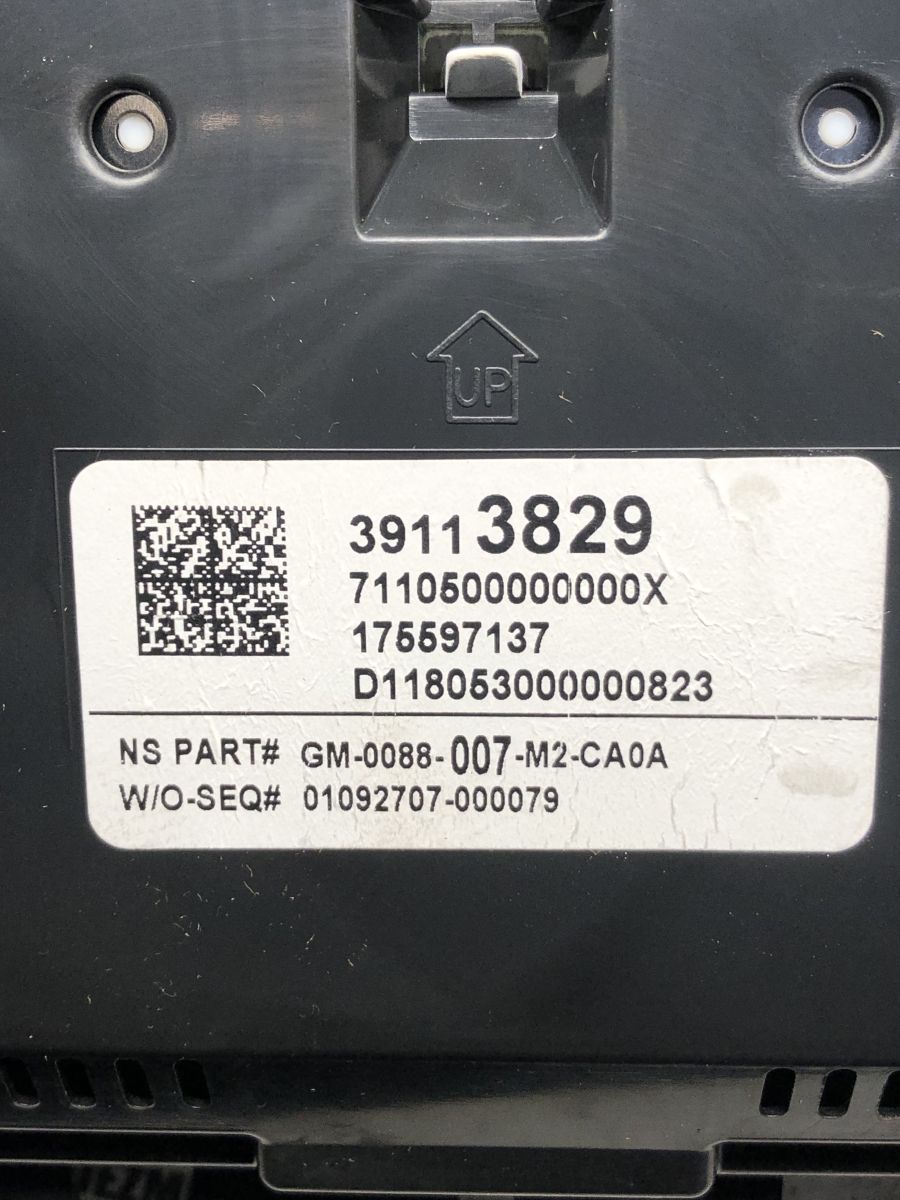 UP
39113829
7110500000000X
175597137
D118053000000823
NS PART# GM-0088-007-M2-CA0A
W/O-SEQ# 01092707-000079